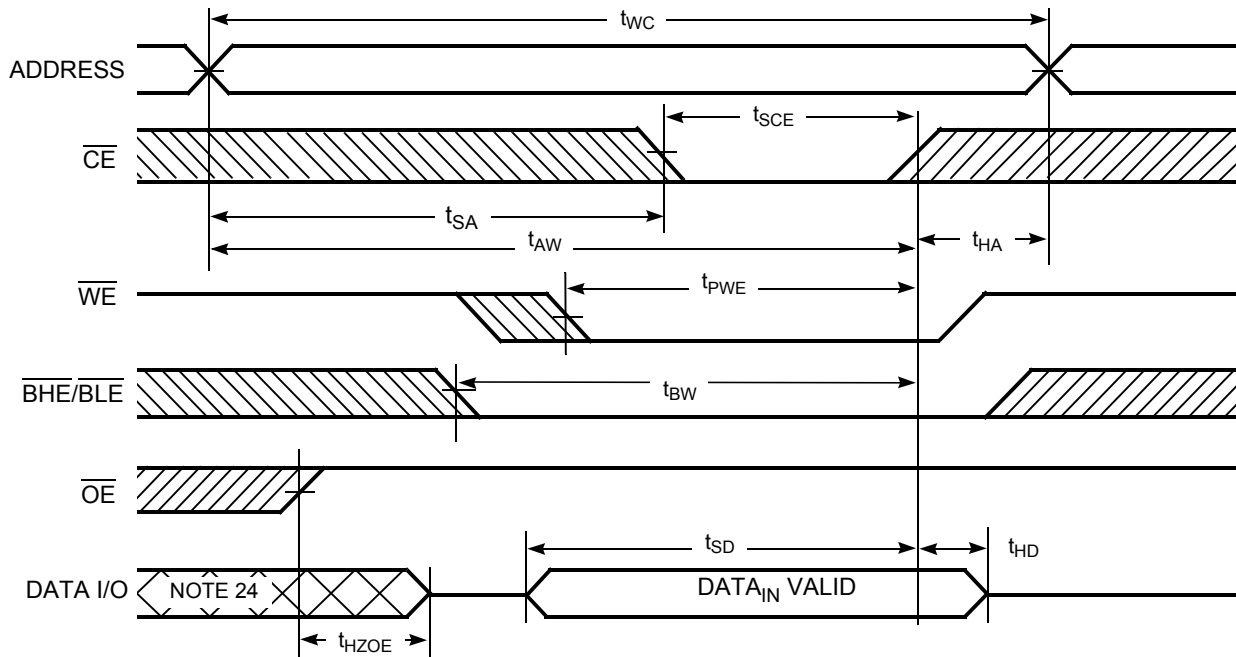 tWC
ADDRESS
tSCE
CE
tSA
tAW
tHA
WE
tPWE
BHE/BLE
tBW
OE
tSD
tHD
DATA I/O
NOTE 24
DATAIN VALID
tHZOE